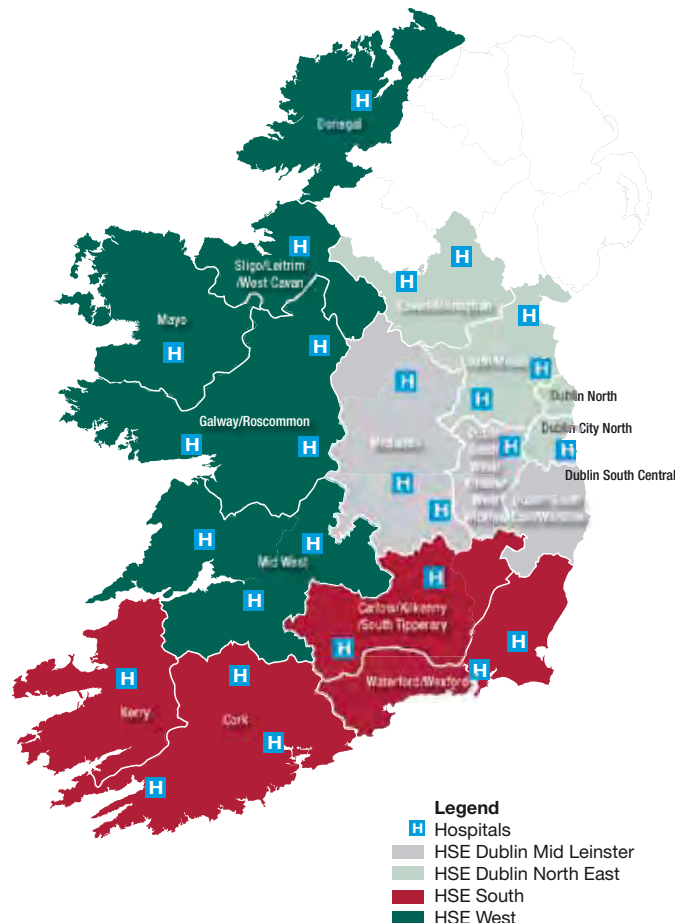 Donegal
Sligo/Leitrim
/West Cavan
Mayo
Cavan/Monaghan
Galway/Roscommon
Dublin North
Dublin City North
Dublin South Central
Mid West
Carlow/Kilkenny
/South Tipperary
Waterford/Wexford
Kerry
Cork
Legend
H Hospitals
HSE Dublin Mid Leinster
HSE Dublin North East
HSE South
HSE West